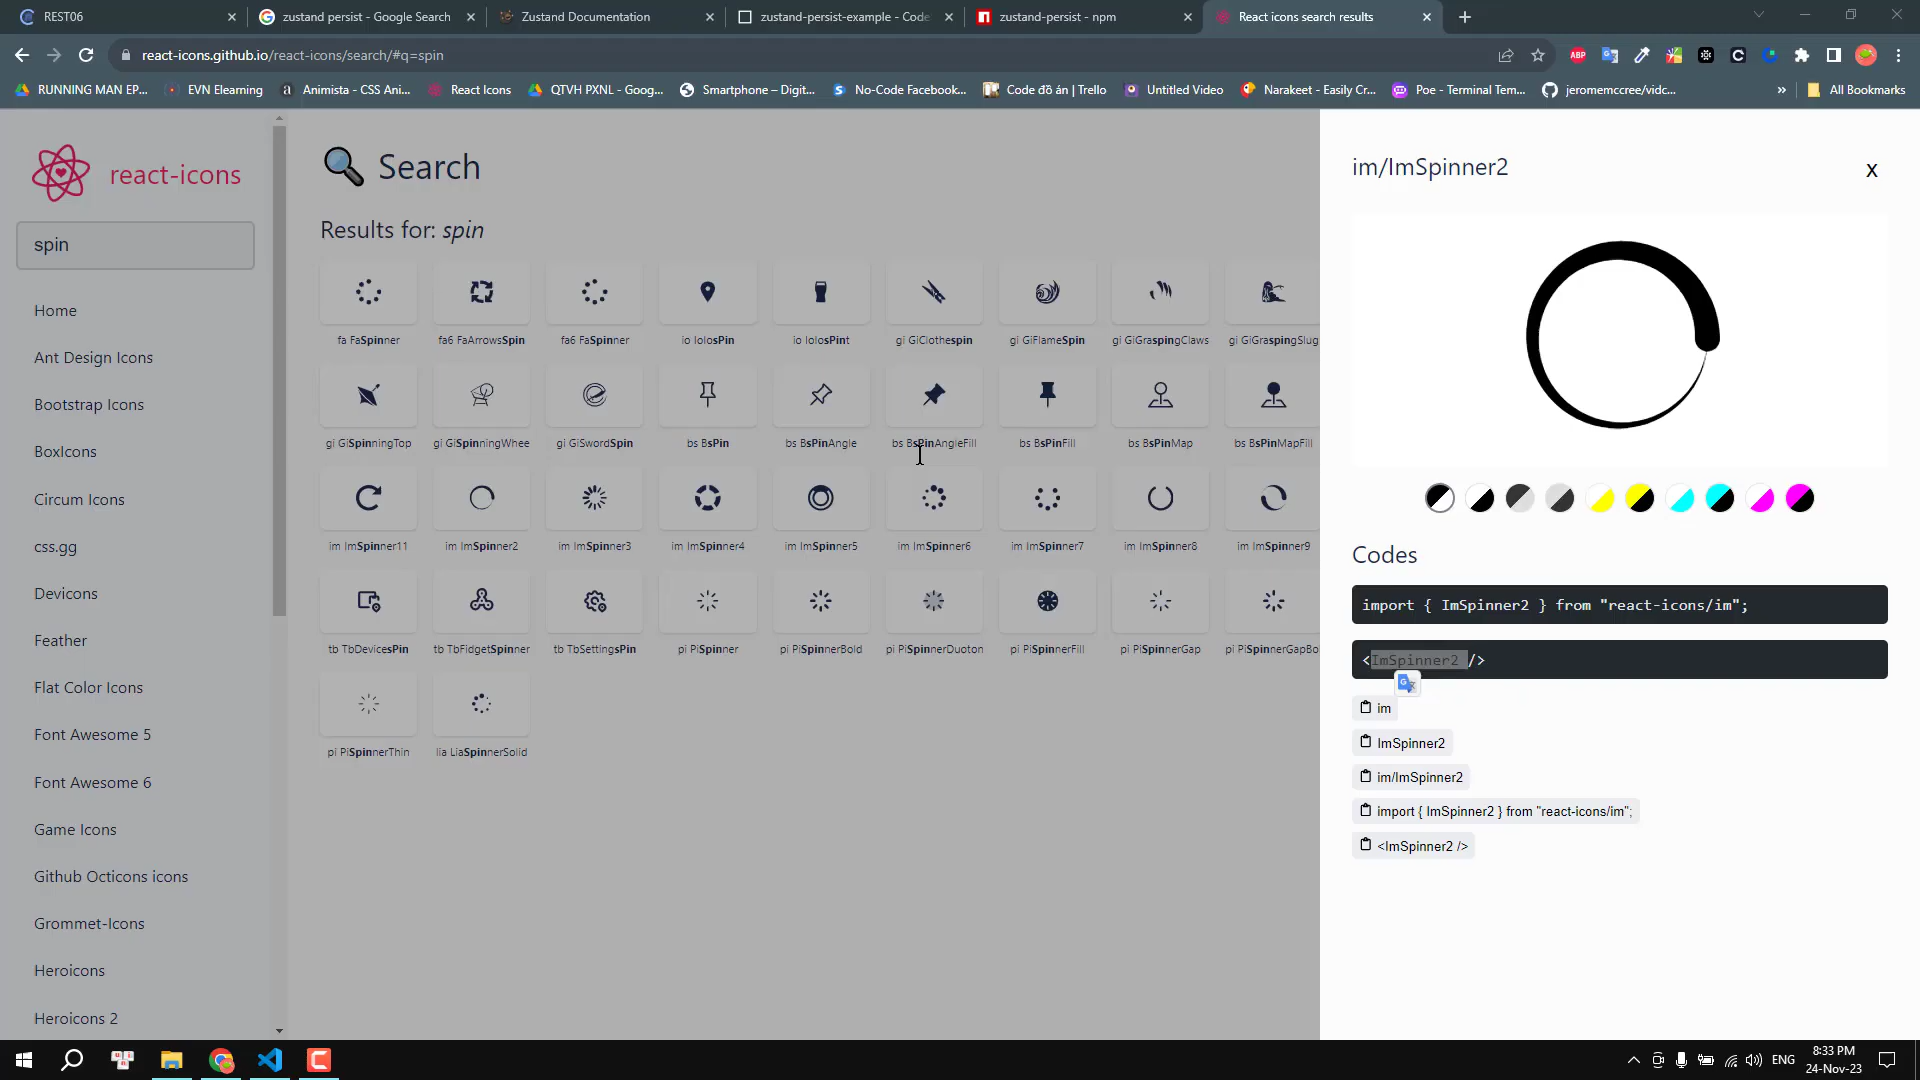 REST06
zustand persist - Google Search
Zustand Documentation
zustand-persist-example - Code
zustand-persist - npm
React icons search results
react-icons.github.io/react-icons/search/#q=spin
RUNNING MAN EP...
EVN Elearning
Animista - CSS Ani...
React Icons
QTVH PXNL - Goog...
Smartphone – Digit...
No-Code Facebook...
Code đồ án | Trello
Untitled Video
Narakeet - Easily Cr...
Poe - Terminal Tem...
jeromemccree/vidc...
»
All Bookmarks
react-icons
spin
Home
Ant Design Icons
Bootstrap Icons
BoxIcons
Circum Icons
css.gg
Devicons
Feather
Flat Color Icons
Font Awesome 5
Font Awesome 6
Game Icons
Github Octicons icons
Grommet-Icons
Heroicons
Heroicons 2
Search
Results for: spin
fa FaSpinner
fa6 FaArrowsSpin
fa6 FaSpinner
io IoIosPin
io IoIosPint
gi GiClothespin
gi GiFlameSpin
gi GiGraspingClaws
gi GiGraspingSlug
gi GiSpinningTop
gi GiSpinningWhee
gi GiSwordSpin
bs BsPin
bs BsPinAngle
bs BsPinAngleFill
bs BsPinFill
bs BsPinMap
bs BsPinMapFill
im ImSpinner11
im ImSpinner2
im ImSpinner3
im ImSpinner4
im ImSpinner5
im ImSpinner6
im ImSpinner7
im ImSpinner8
im ImSpinner9
tb TbDevicesPin
tb TbFidgetSpinner
tb TbSettingsPin
pi PiSpinner
pi PiSpinnerBold
pi PiSpinnerDuoton
pi PiSpinnerFill
pi PiSpinnerGap
pi PiSpinnerGapBo
pi PiSpinnerThin
lia LiaSpinnerSolid
im/ImSpinner2
X
Codes
import { ImSpinner2 } from "react-icons/im";
<ImSpinner2 />
im
ImSpinner2
im/ImSpinner2
import { ImSpinner2 } from "react-icons/im";
<ImSpinner2 />
ENG
8:33 PM
24-Nov-23